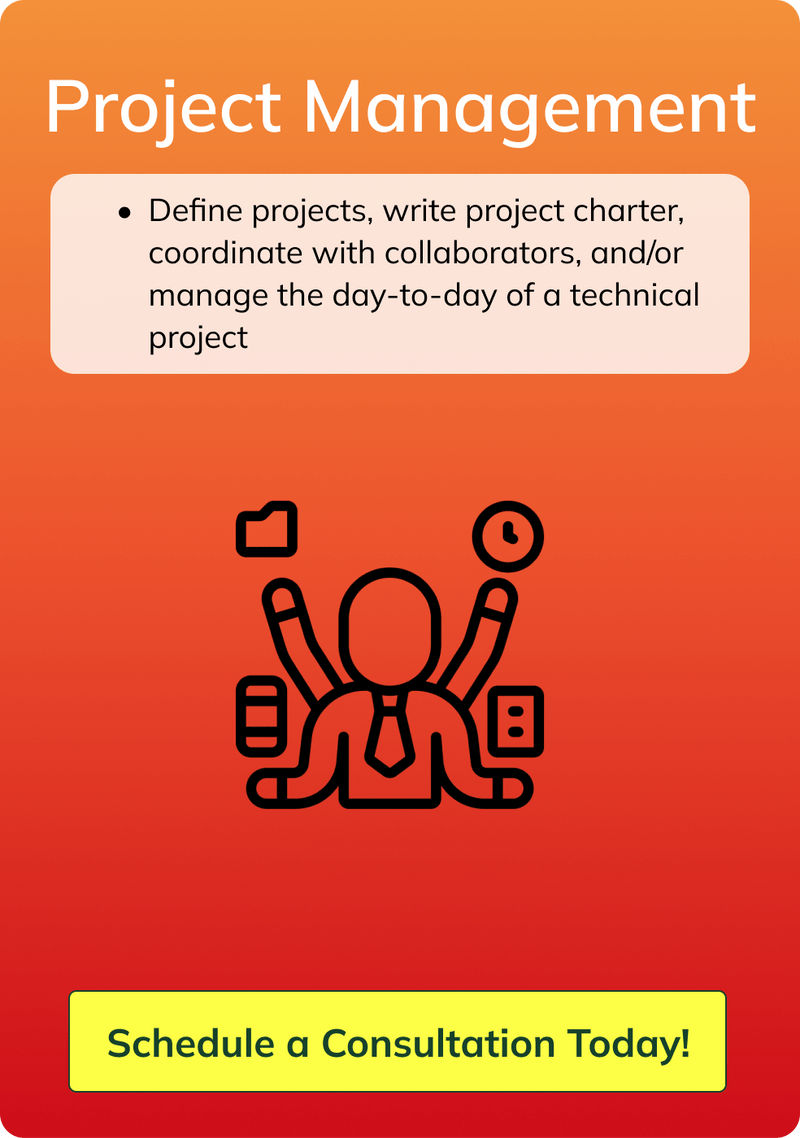 Project Management
• Define projects, write project charter,
coordinate with collaborators, and/or
manage the day-to-day of a technical
project
Schedule a Consultation Today!